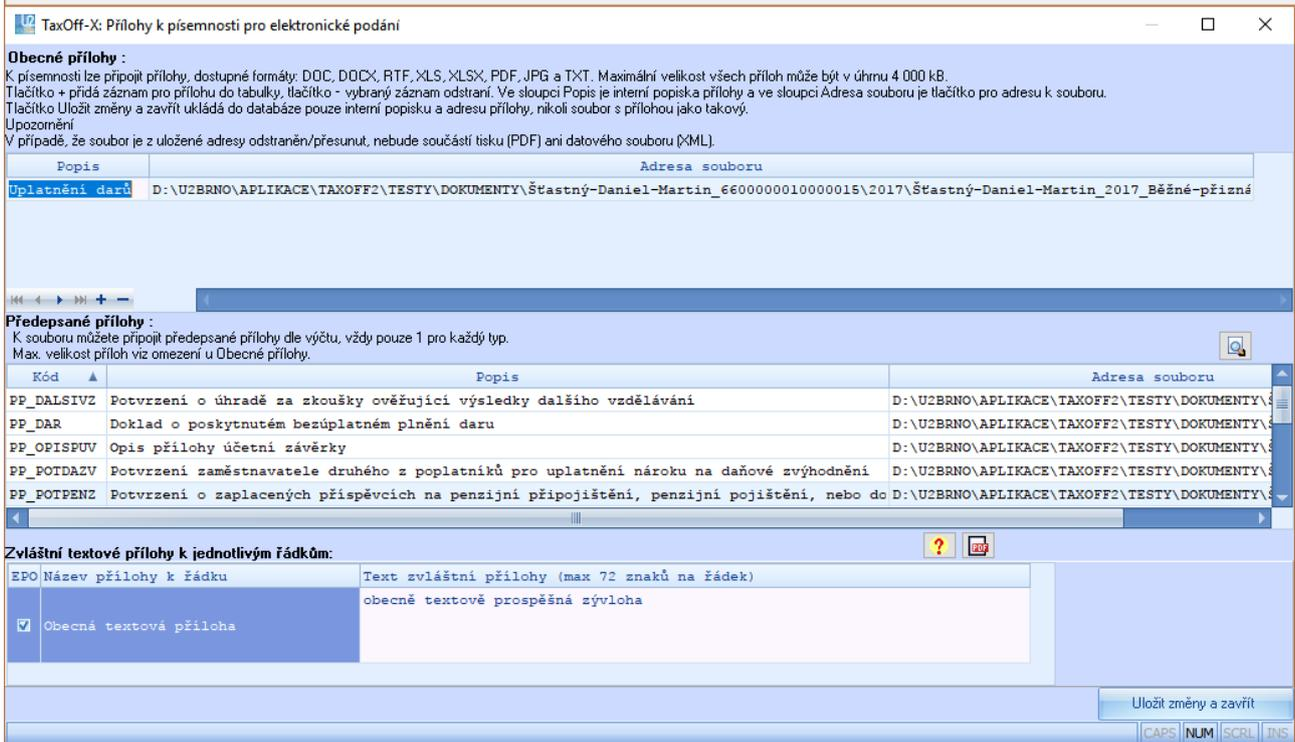 TaxOff-X: Přílohy k písemnosti pro elektronické podání
Obecné přílohy :
K písemnosti lze připojit přílohy, dostupné formáty: DOC, DOCX, RTF, XLS, XLSX, PDF, JPG a TXT. Maximální velikost všech příloh může být v úhrnu 4 000 kB.
Tlačítko + přidá záznam pro přílohu do tabulky, tlačítko - vybraný záznam odstraní. Ve sloupci Popis je interní popiska přílohy a ve sloupci Adresa souboru je tlačítko pro adresu k souboru.
Tlačítko Uložit změny a zavřít ukládá do databáze pouze interní popisku a adresu přílohy, nikoli soubor s přílohou jako takový.
Upozornění
V případě, že soubor je z uložené adresy odstraněn/přesunut, nebude součástí tisku (PDF) ani datového souboru (XML).
Popis Adresa souboru
Uplatnění darů D:\U2BRNO\APLIKACE\TAXOFF2\TESTY\DOKUMENTY\Šťastný-Daniel-Martin_6600000010000015\2017\Šťastný-Daniel-Martin_2017_Běžné-přizná
Předepsané přílohy :
K souboru můžete připojit předepsané přílohy dle výčtu, vždy pouze 1 pro každý typ.
Max. velikost příloh viz omezení u Obecné přílohy.
Kód Popis Adresa souboru
PP_DALSIVZ Potvrzení o úhradě za zkoušky ověřující výsledky dalšího vzdělávání D:\U2BRNO\APLIKACE\TAXOFF2\TESTY\DOKUMENTY\Š
PP_DAR Doklad o poskytnutém bezúplatném plnění daru D:\U2BRNO\APLIKACE\TAXOFF2\TESTY\DOKUMENTY\Š
PP_OPISPUV Opis přílohy účetní závěrky D:\U2BRNO\APLIKACE\TAXOFF2\TESTY\DOKUMENTY\Š
PP_POTDAZV Potvrzení zaměstnavatele druhého z poplatníků pro uplatnění nároku na daňové zvýhodnění D:\U2BRNO\APLIKACE\TAXOFF2\TESTY\DOKUMENTY\Š
PP_POTPENZ Potvrzení o zaplacených příspěvcích na penzijní připojištění, penzijní pojištění, nebo do D:\U2BRNO\APLIKACE\TAXOFF2\TESTY\DOKUMENTY\Š
Zvláštní textové přílohy k jednotlivým řádkům:
? PDF
EPO Název přílohy k řádku Text zvláštní přílohy (max 72 znaků na řádek)
obecně textově prospěšná zývloha
Obecná textová příloha
Uložit změny a zavřít
CAPS NUM SCRL INS